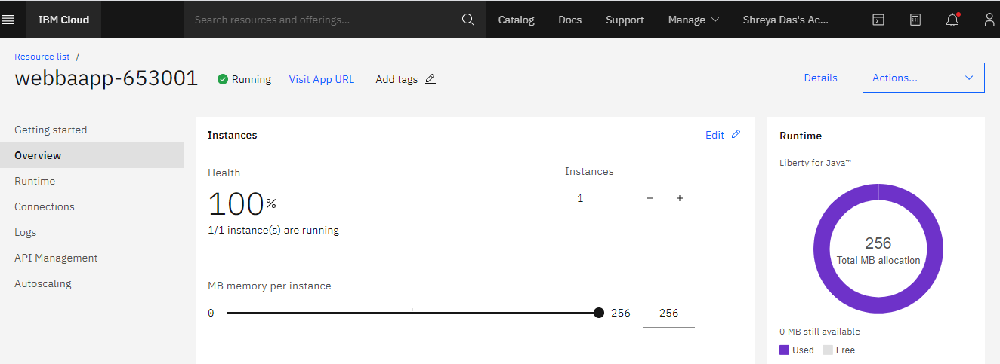 IBM Cloud
Search resources and offerings...
Catalog
Docs
Support
Manage
Shreya Das's Ac...
Resource list /
webbaapp-653001
Running
Visit App URL
Add tags
Details
Actions...
Getting started
Overview
Runtime
Connections
Logs
API Management
Autoscaling
Instances
Edit
Health
100%
1/1 instance(s) are running
Instances
1 − +
MB memory per instance
0 256 256
Runtime
Liberty for Java™
256
Total MB allocation
0 MB still available
Used Free